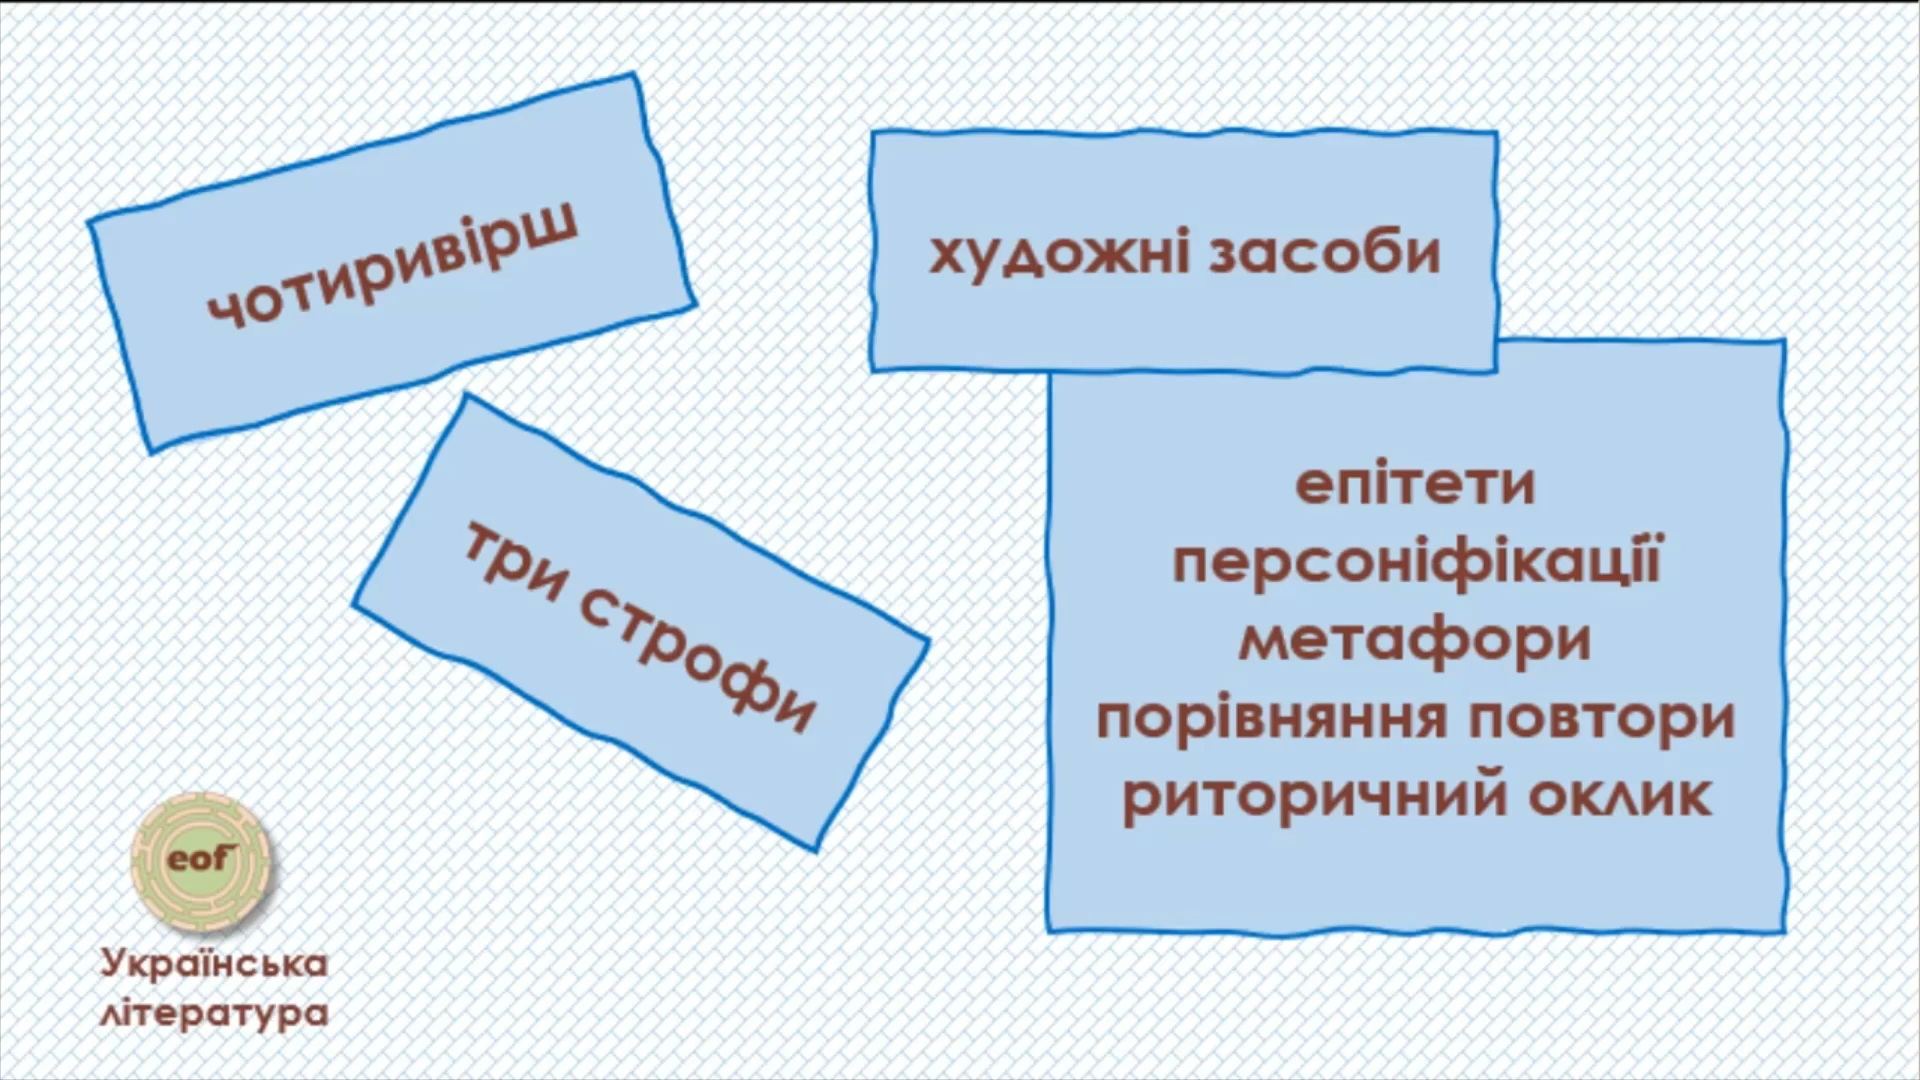 чотиривірш
три строфи
художні засоби
епітети
персоніфікації
метафори
порівняння повтори
риторичний оклик
eof
Українська
література